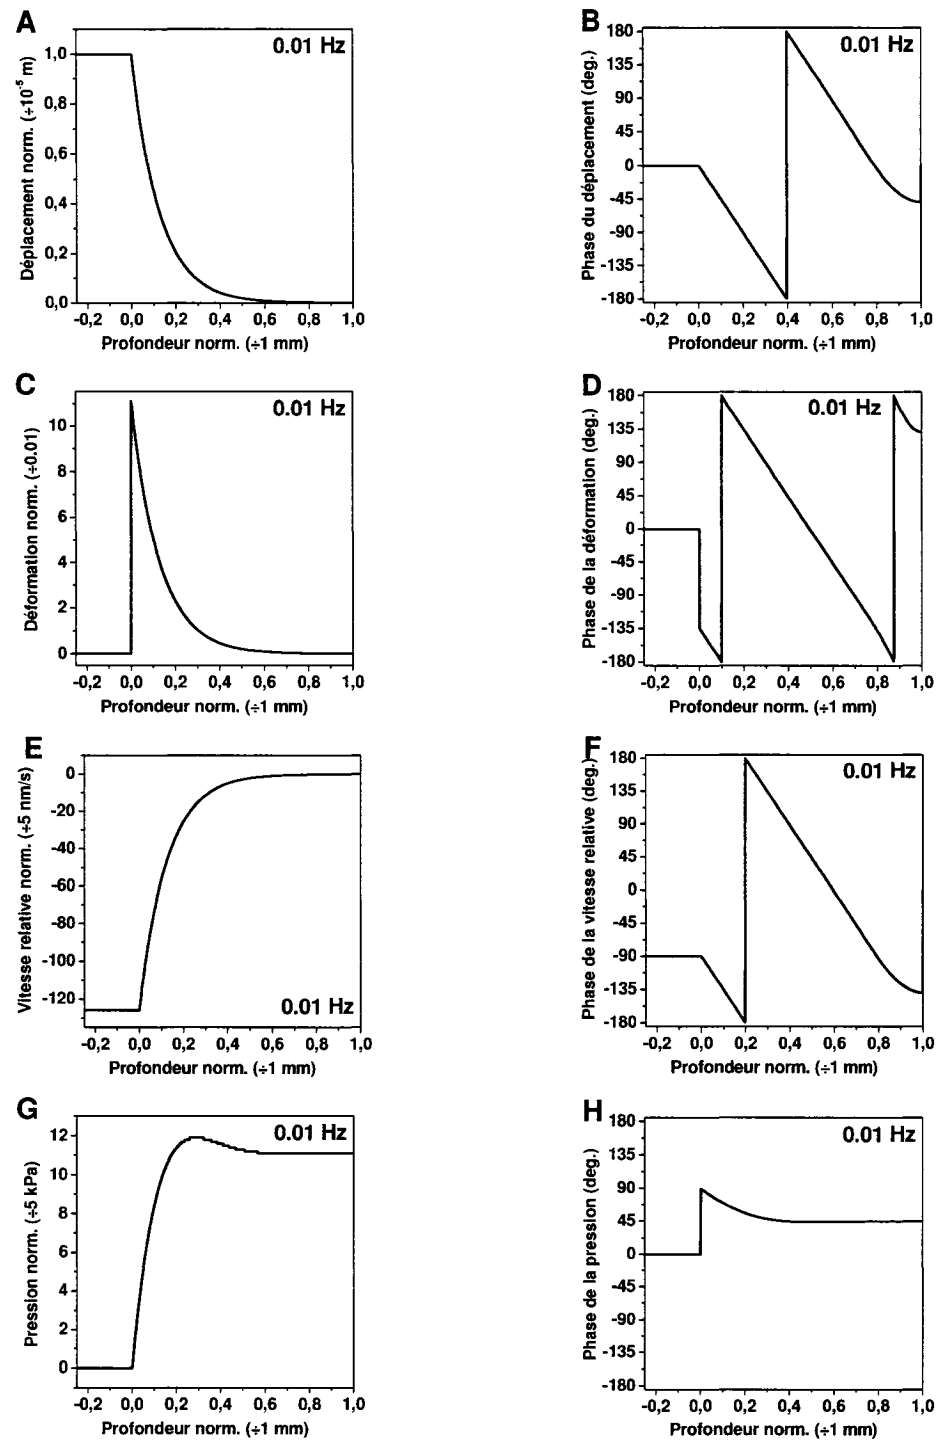 A
0.01 Hz
Déplacement norm. (÷10⁻⁵ m)
1,0
0,8
0,6
0,4
0,2
0,0
-0,2 0,0 0,2 0,4 0,6 0,8 1,0
Profondeur norm. (÷1 mm)
B
0.01 Hz
Phase du déplacement (deg.)
180
135
90
45
0
-45
-90
-135
-180
-0,2 0,0 0,2 0,4 0,6 0,8 1,0
Profondeur norm. (÷1 mm)
C
0.01 Hz
Déformation norm. (÷0.01)
10
8
6
4
2
0
-0,2 0,0 0,2 0,4 0,6 0,8 1,0
Profondeur norm. (÷1 mm)
D
0.01 Hz
Phase de la déformation (deg.)
180
135
90
45
0
-45
-90
-135
-180
-0,2 0,0 0,2 0,4 0,6 0,8 1,0
Profondeur norm. (÷1 mm)
E
Vitesse relative norm. (÷5 nm/s)
0
-20
-40
-60
-80
-100
-120
0.01 Hz
-0,2 0,0 0,2 0,4 0,6 0,8 1,0
Profondeur norm. (÷1 mm)
F
0.01 Hz
Phase de la vitesse relative (deg.)
180
135
90
45
0
-45
-90
-135
-180
-0,2 0,0 0,2 0,4 0,6 0,8 1,0
Profondeur norm. (÷1 mm)
G
0.01 Hz
Pression norm. (÷5 kPa)
12
10
8
6
4
2
0
-0,2 0,0 0,2 0,4 0,6 0,8 1,0
Profondeur norm. (÷1 mm)
H
0.01 Hz
Phase de la pression (deg.)
180
135
90
45
0
-45
-90
-135
-180
-0,2 0,0 0,2 0,4 0,6 0,8 1,0
Profondeur norm. (÷1 mm)